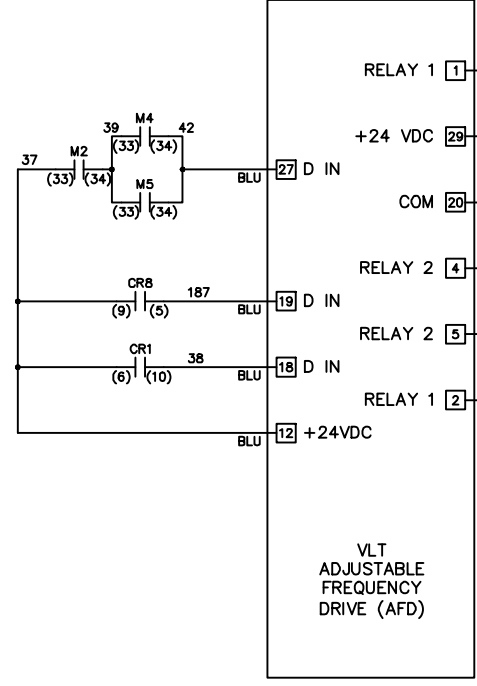 RELAY 1 1
+24 VDC 29
COM 20
RELAY 2 4
RELAY 2 5
RELAY 1 2
37
M2
(33) (34)
39 M4 42
(33) (34)
M5
(33) (34)
BLU 27 D IN
CR8 187
(9) (5)
BLU 19 D IN
CR1 38
(6) (10)
BLU 18 D IN
BLU 12 +24VDC
VLT
ADJUSTABLE
FREQUENCY
DRIVE (AFD)